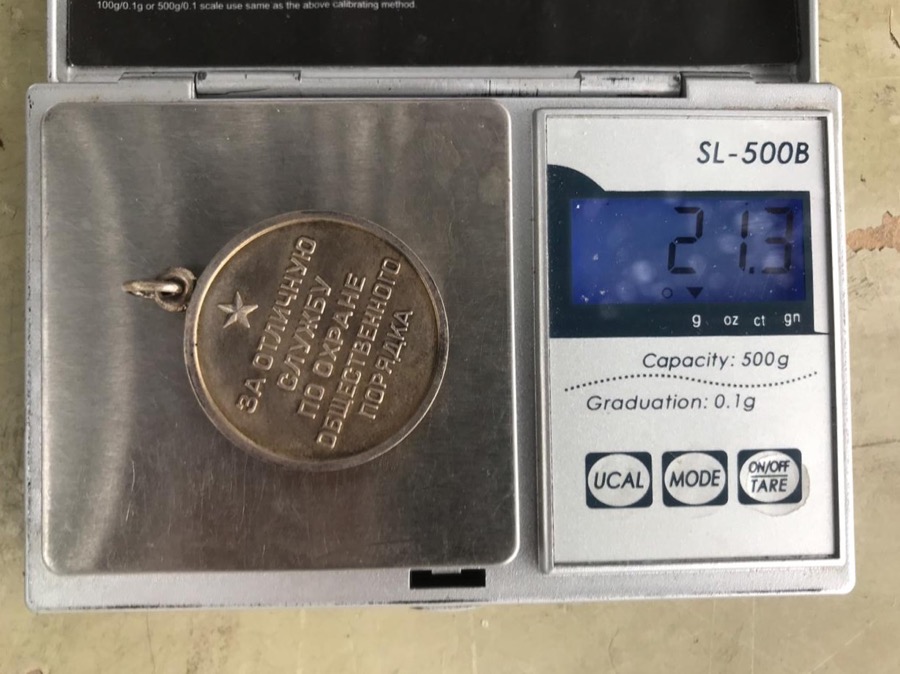 100g/0.1g or 500g/0.1 scale use same as the above calibrating method.
SL-500B
21.3
g oz ct gn
Capacity: 500g
Graduation: 0.1g
UCAL MODE ON/OFF
TARE
ЗА ОТЛИЧНУЮ
СЛУЖБУ
ПО ОХРАНЕ
ОБЩЕСТВЕННОГО
ПОРЯДКА